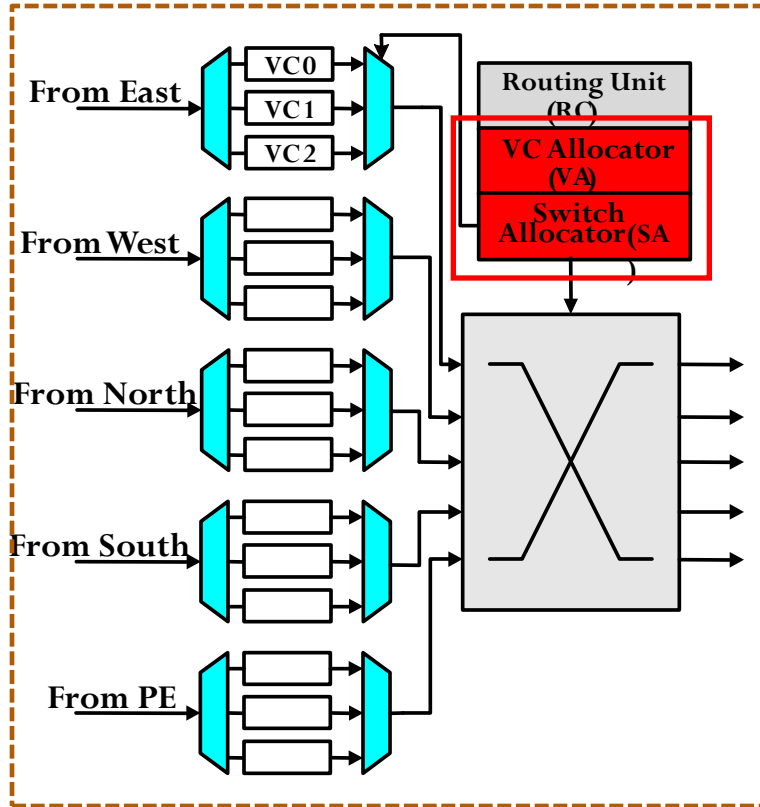 From East
VC0
VC1
VC2
Routing Unit
(RC)
VC Allocator
(VA)
Switch
Allocator(SA
)
From West
From North
From South
From PE